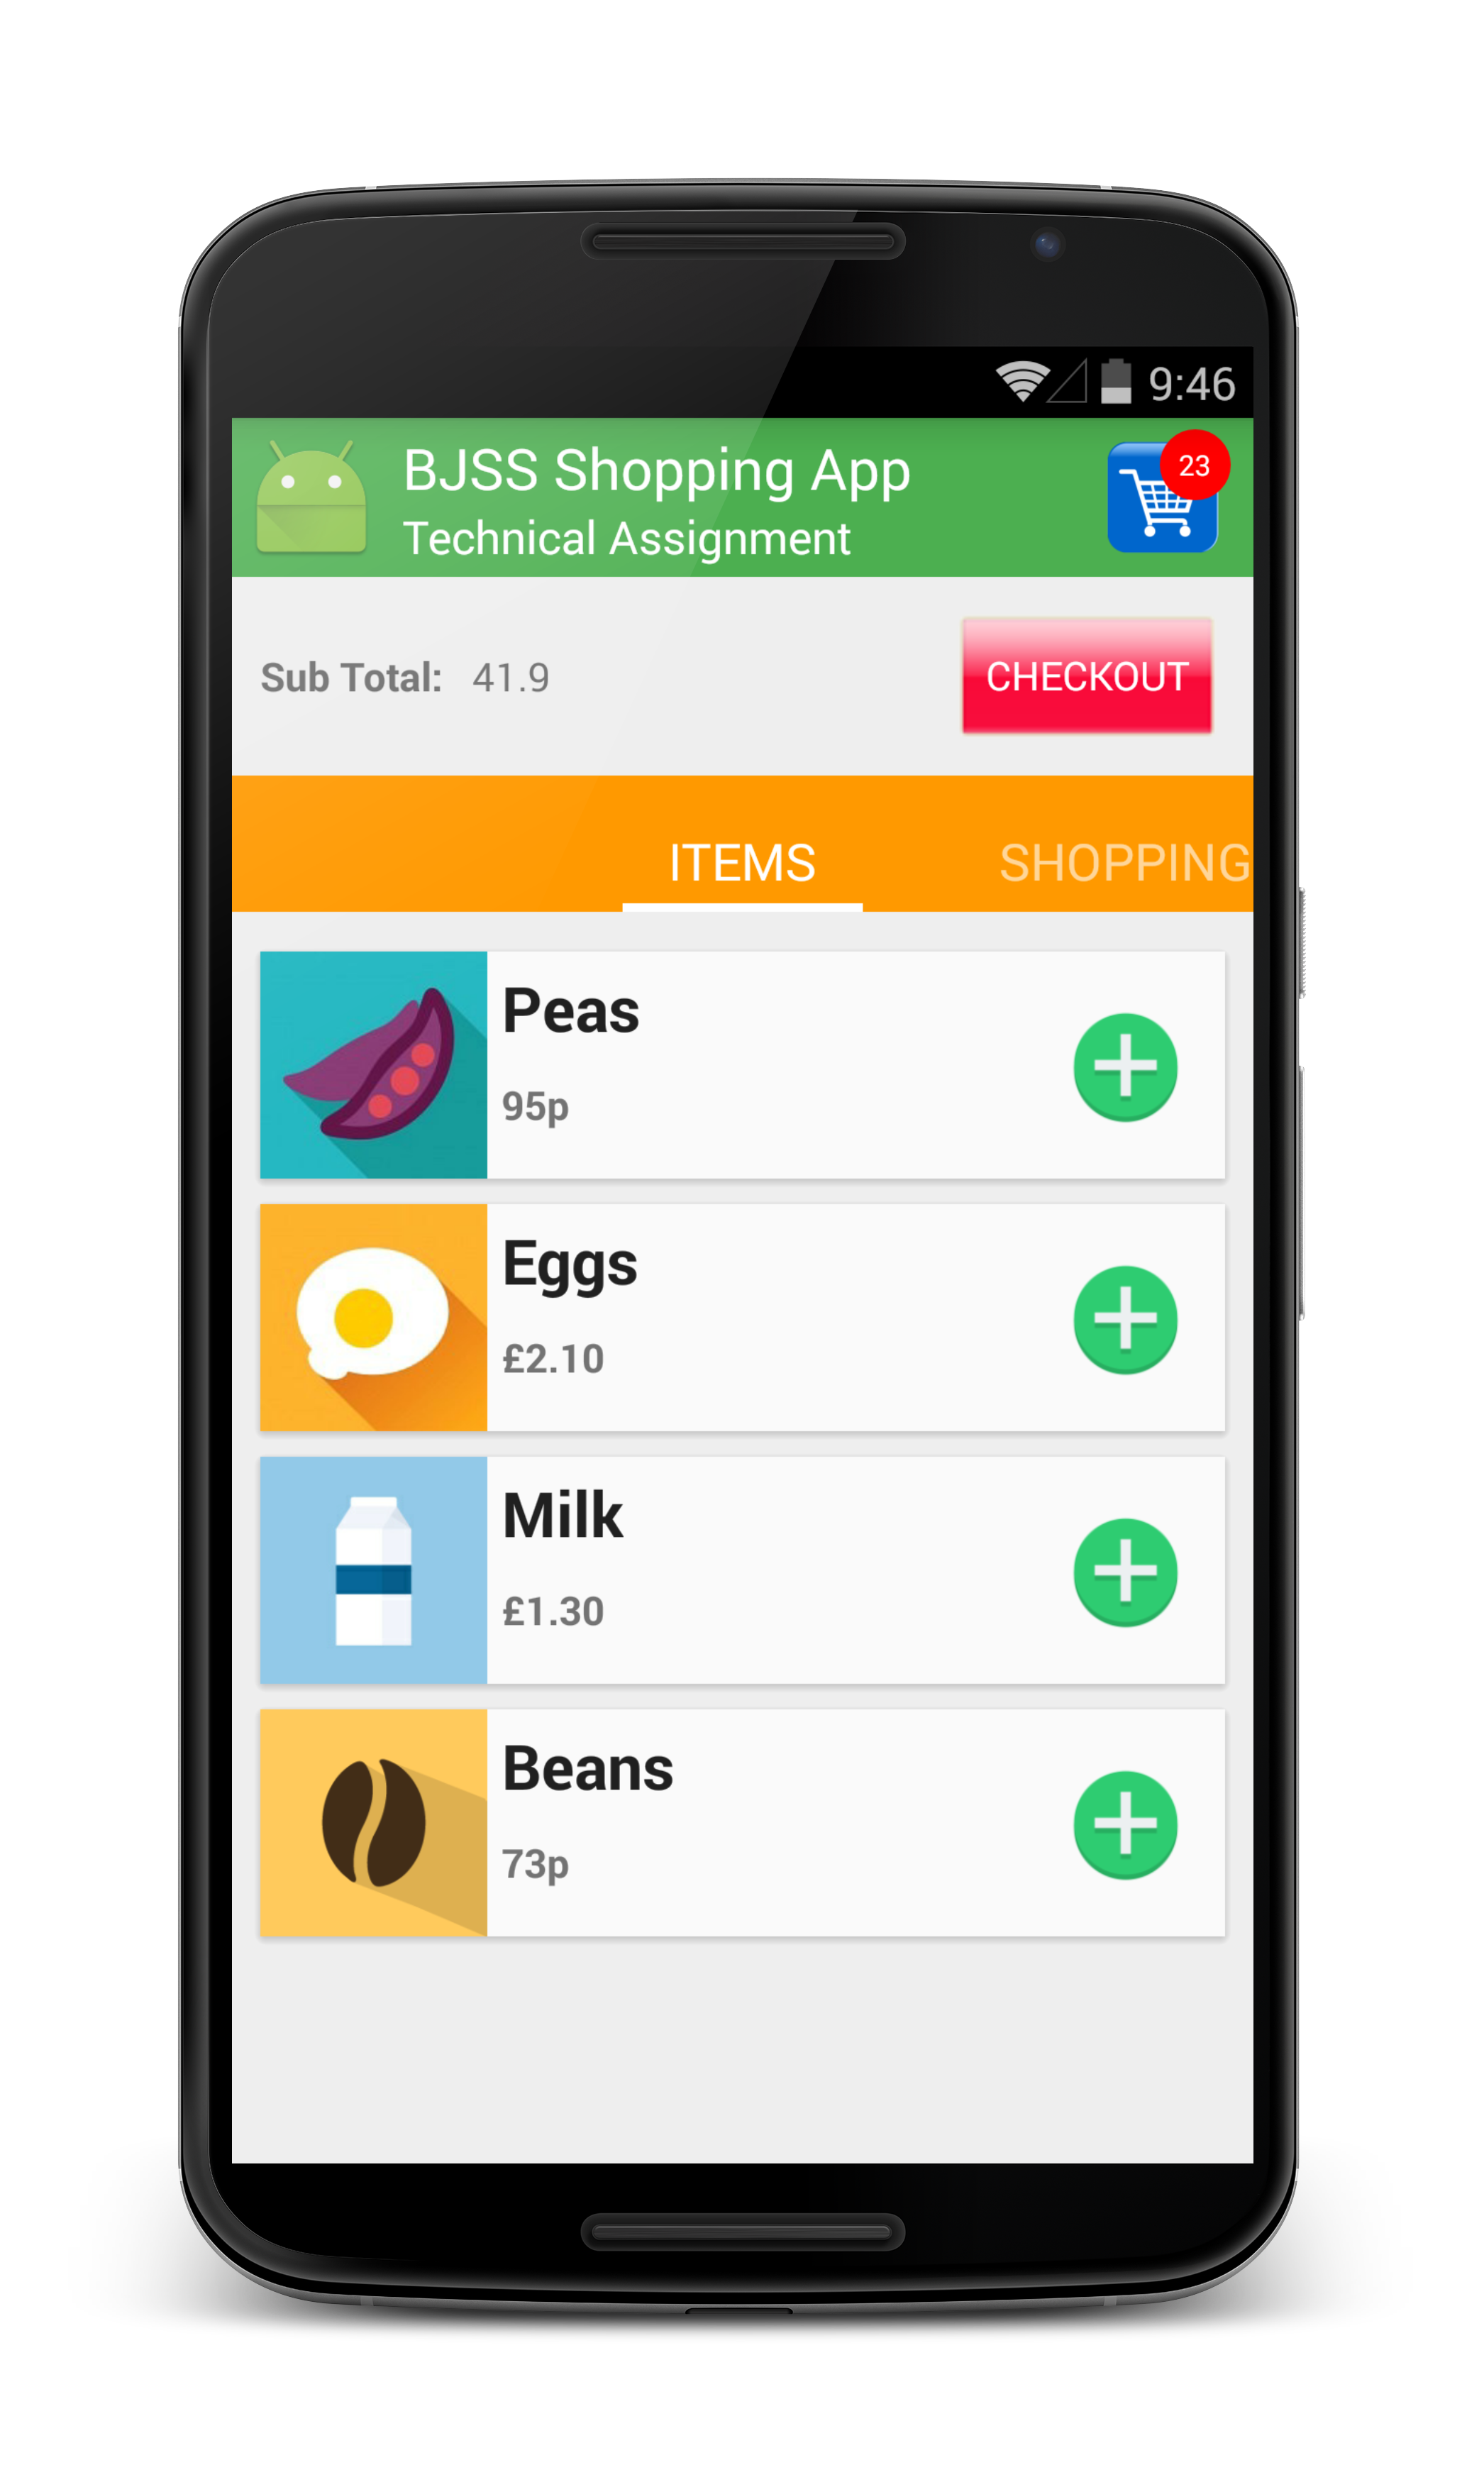 9:46
BJSS Shopping App
23
Technical Assignment
Sub Total: 41.9
CHECKOUT
ITEMS
SHOPPING
Peas
95p
Eggs
£2.10
Milk
£1.30
Beans
73p